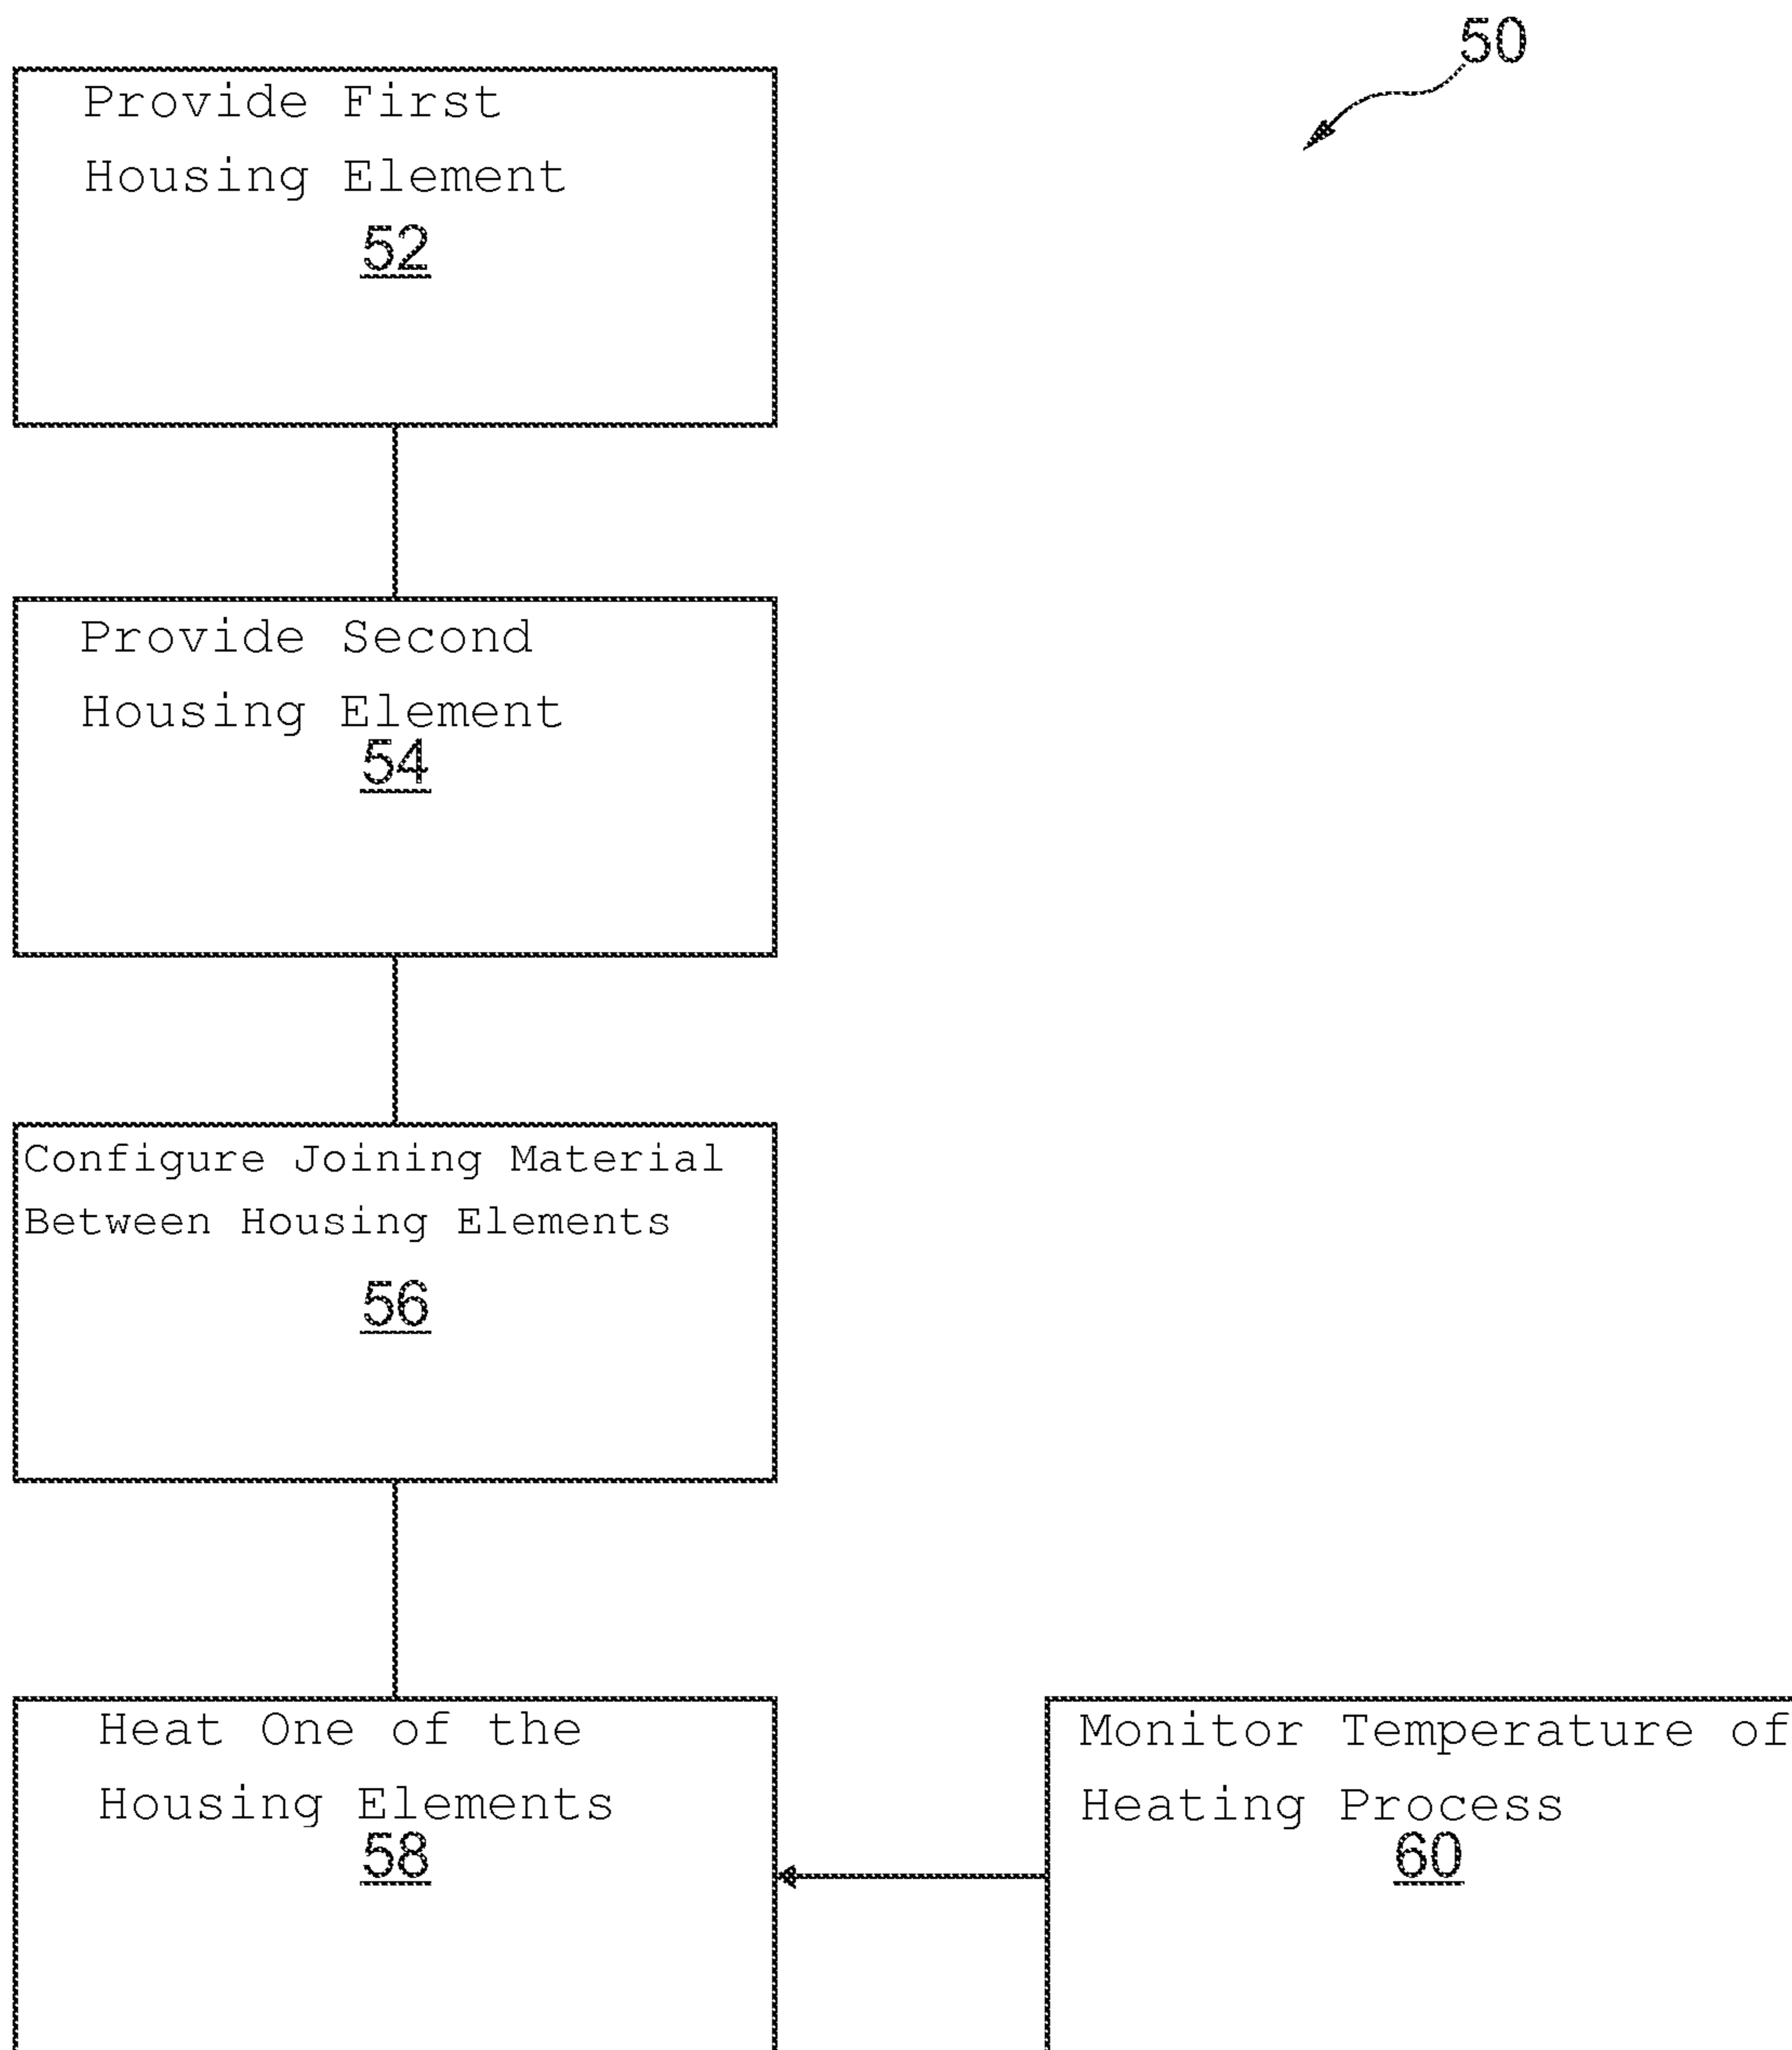 50
Provide First
Housing Element
52
Provide Second
Housing Element
54
Configure Joining Material
Between Housing Elements
56
Heat One of the
Housing Elements
58
Monitor Temperature of
Heating Process
60